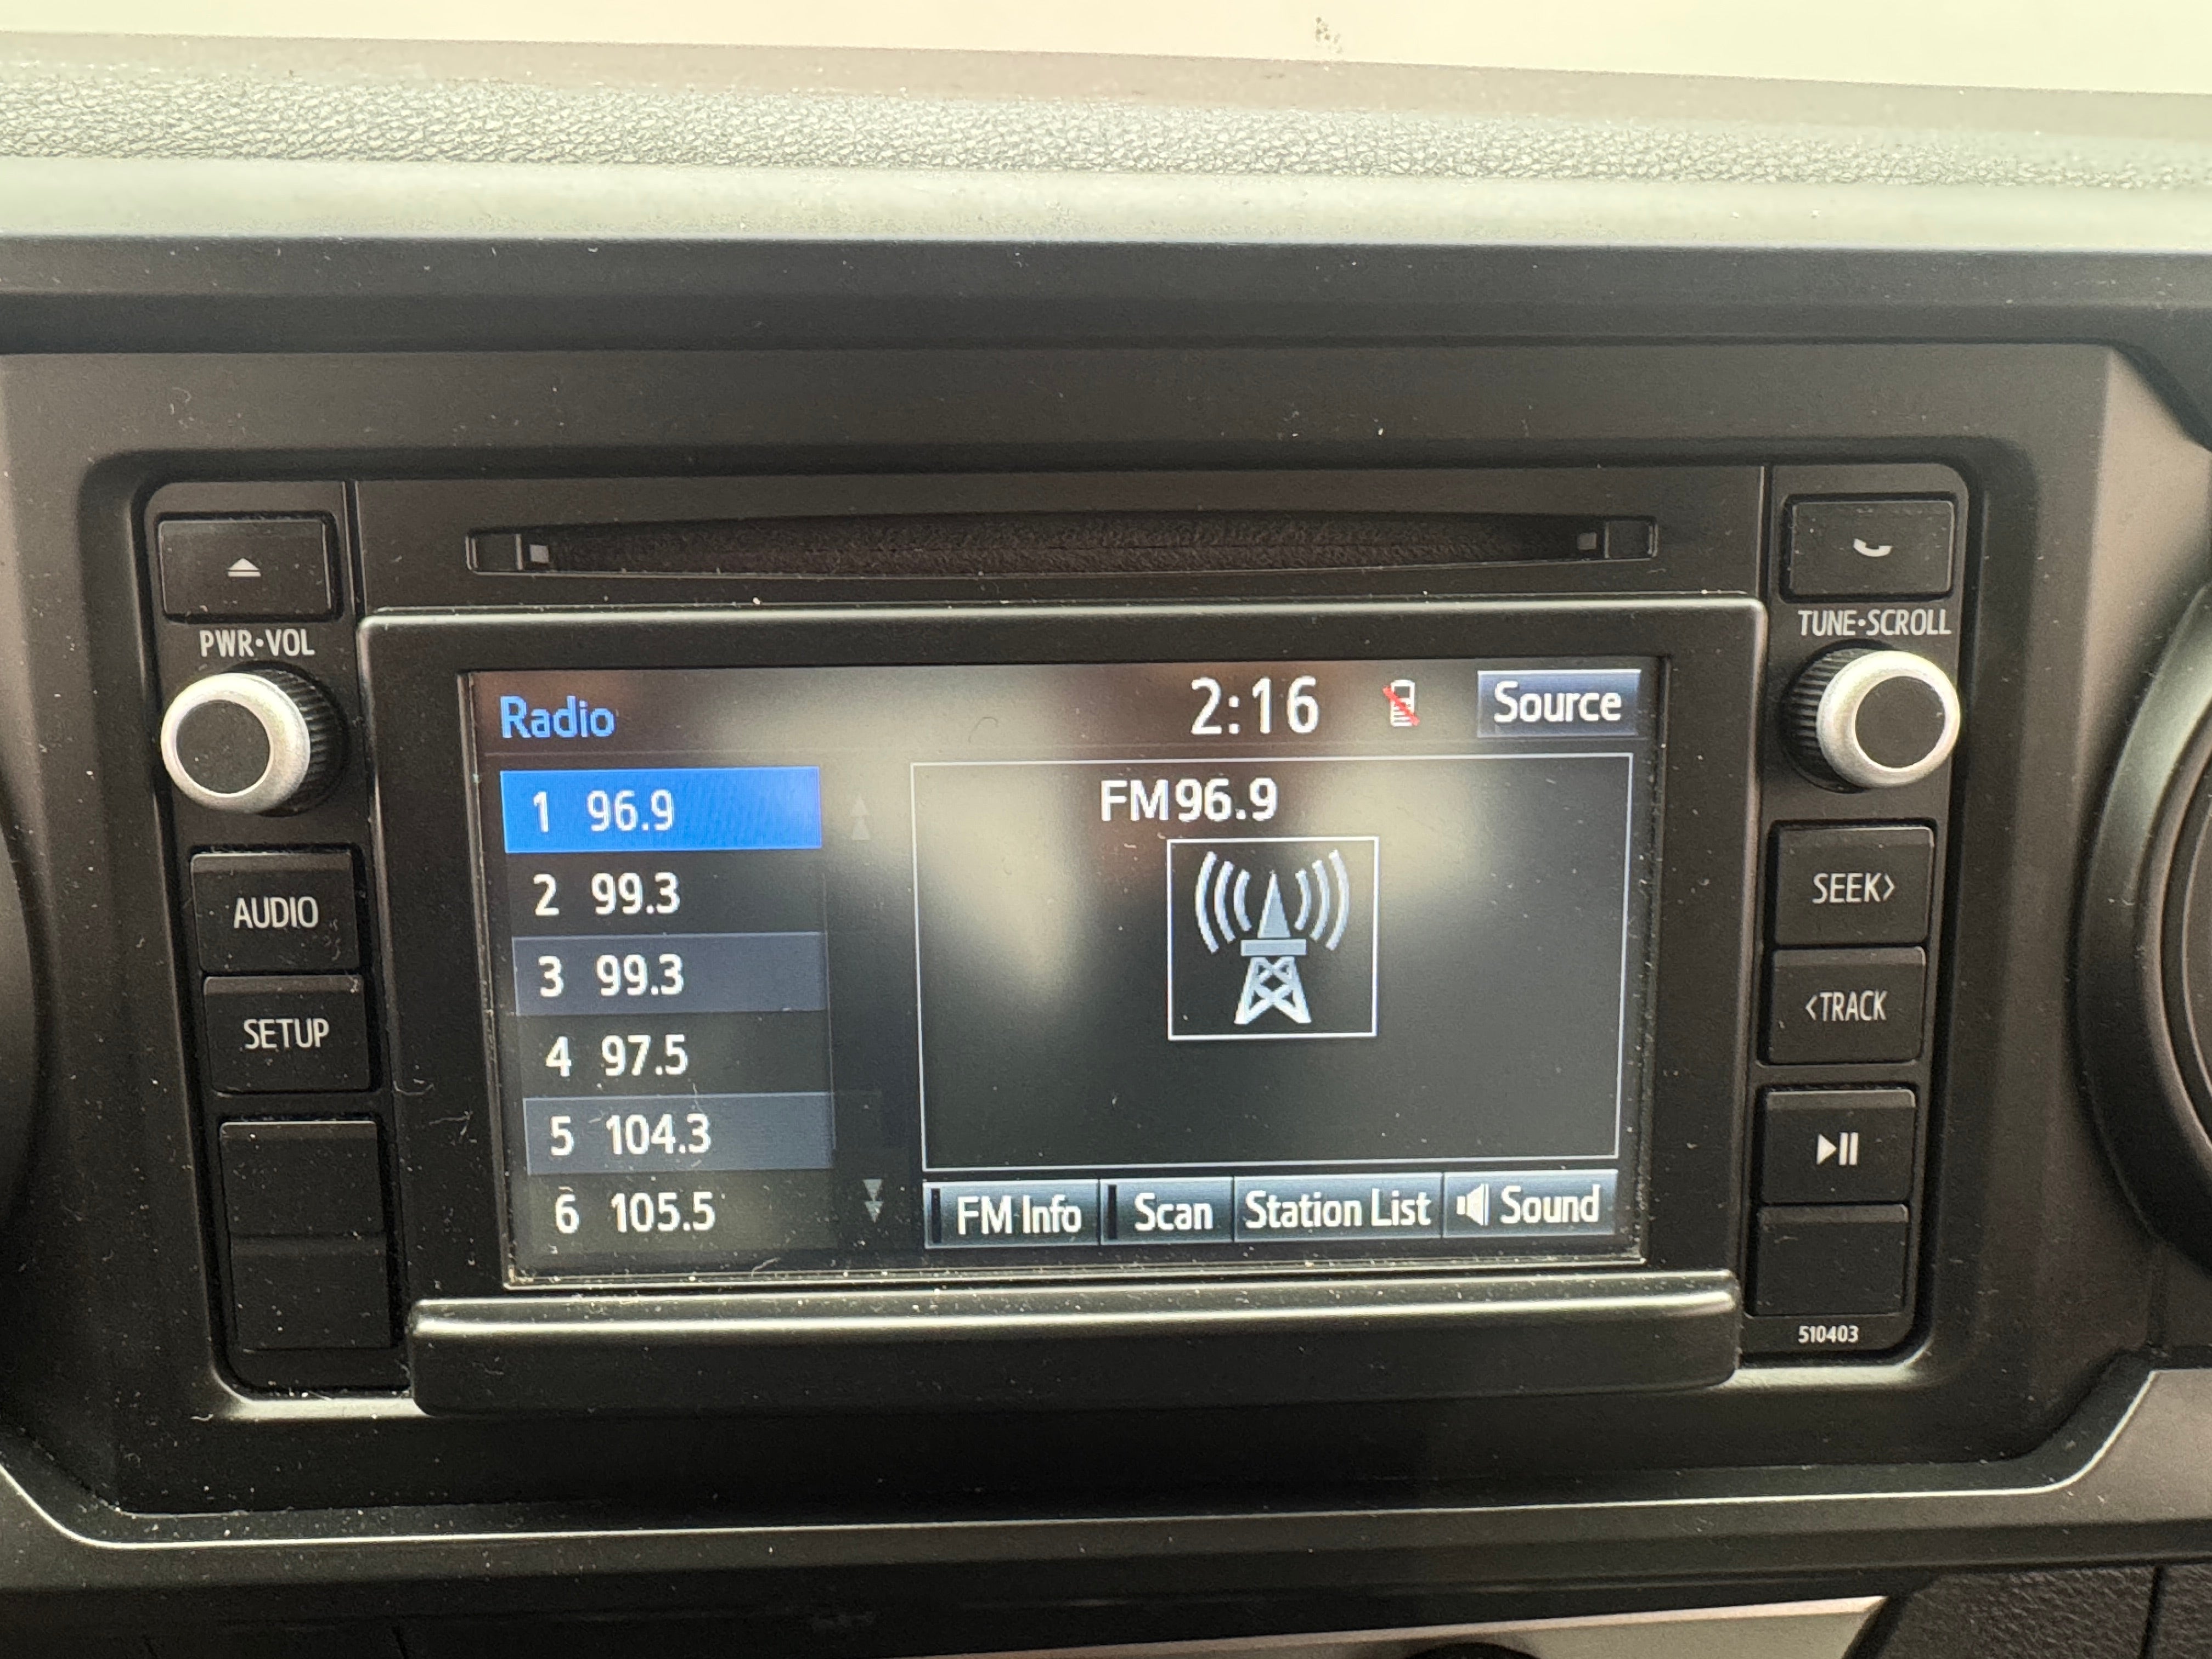 PWR•VOL
TUNE•SCROLL
Radio
2:16
Source
1 96.9
FM96.9
2 99.3
3 99.3
4 97.5
5 104.3
6 105.5
FM Info
Scan
Station List
Sound
AUDIO
SETUP
SEEK>
<TRACK
510403